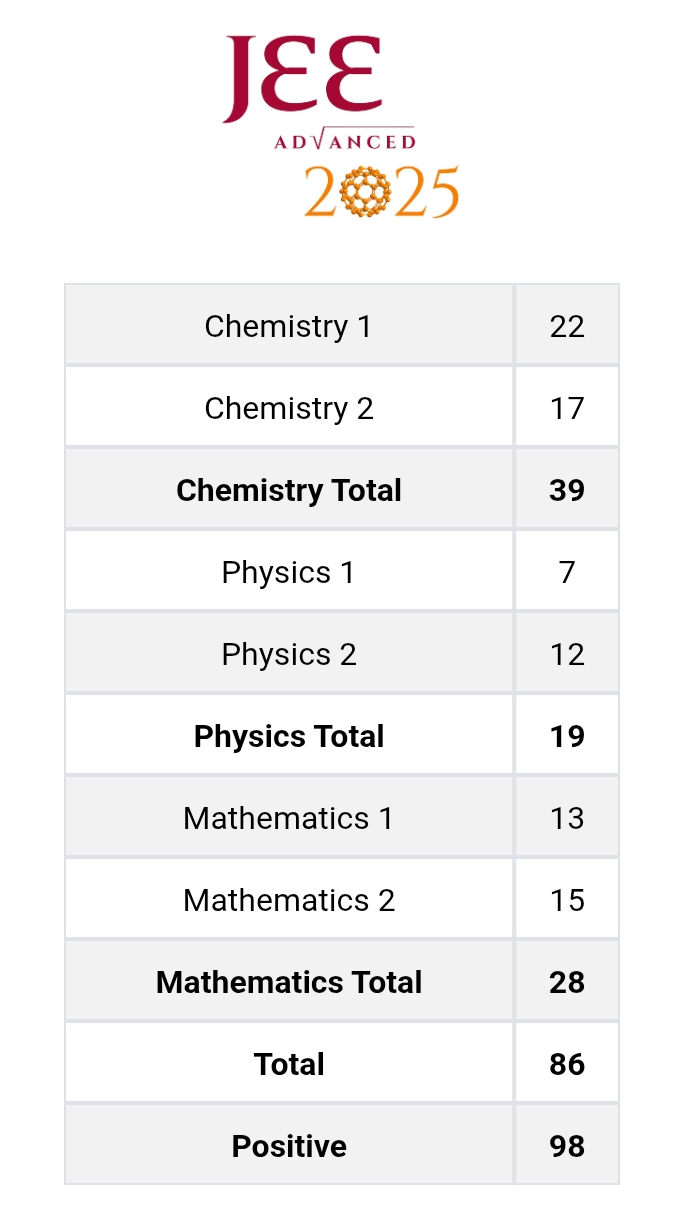 JEE
ADVANCED
2025
Chemistry 1 22
Chemistry 2 17
Chemistry Total 39
Physics 1 7
Physics 2 12
Physics Total 19
Mathematics 1 13
Mathematics 2 15
Mathematics Total 28
Total 86
Positive 98